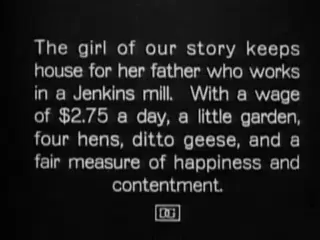 The girl of our story keeps
house for her father who works
in a Jenkins mill. With a wage
of $2.75 a day, a little garden,
four hens, ditto geese, and a
fair measure of happiness and
contentment.
DG